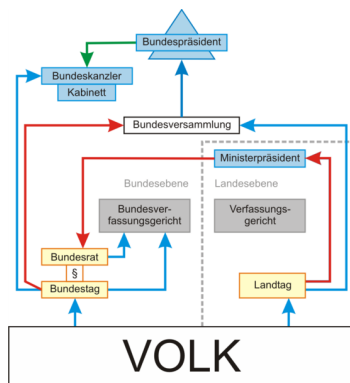 Bundespräsident
Bundeskanzler
Kabinett
Bundesversammlung
Ministerpräsident
Bundesebene
Landesebene
Bundesver-
fassungsgericht
Verfassungs-
gericht
Bundesrat
§
Bundestag
Landtag
VOLK